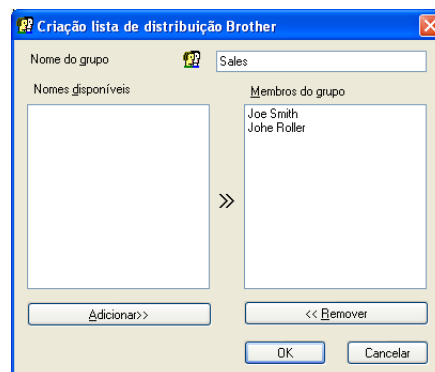 Criação lista de distribuição Brother
Nome do grupo
Sales
Nomes disponíveis
Membros do grupo
Joe Smith
Johe Roller
Adicionar>>
<< Remover
OK
Cancelar